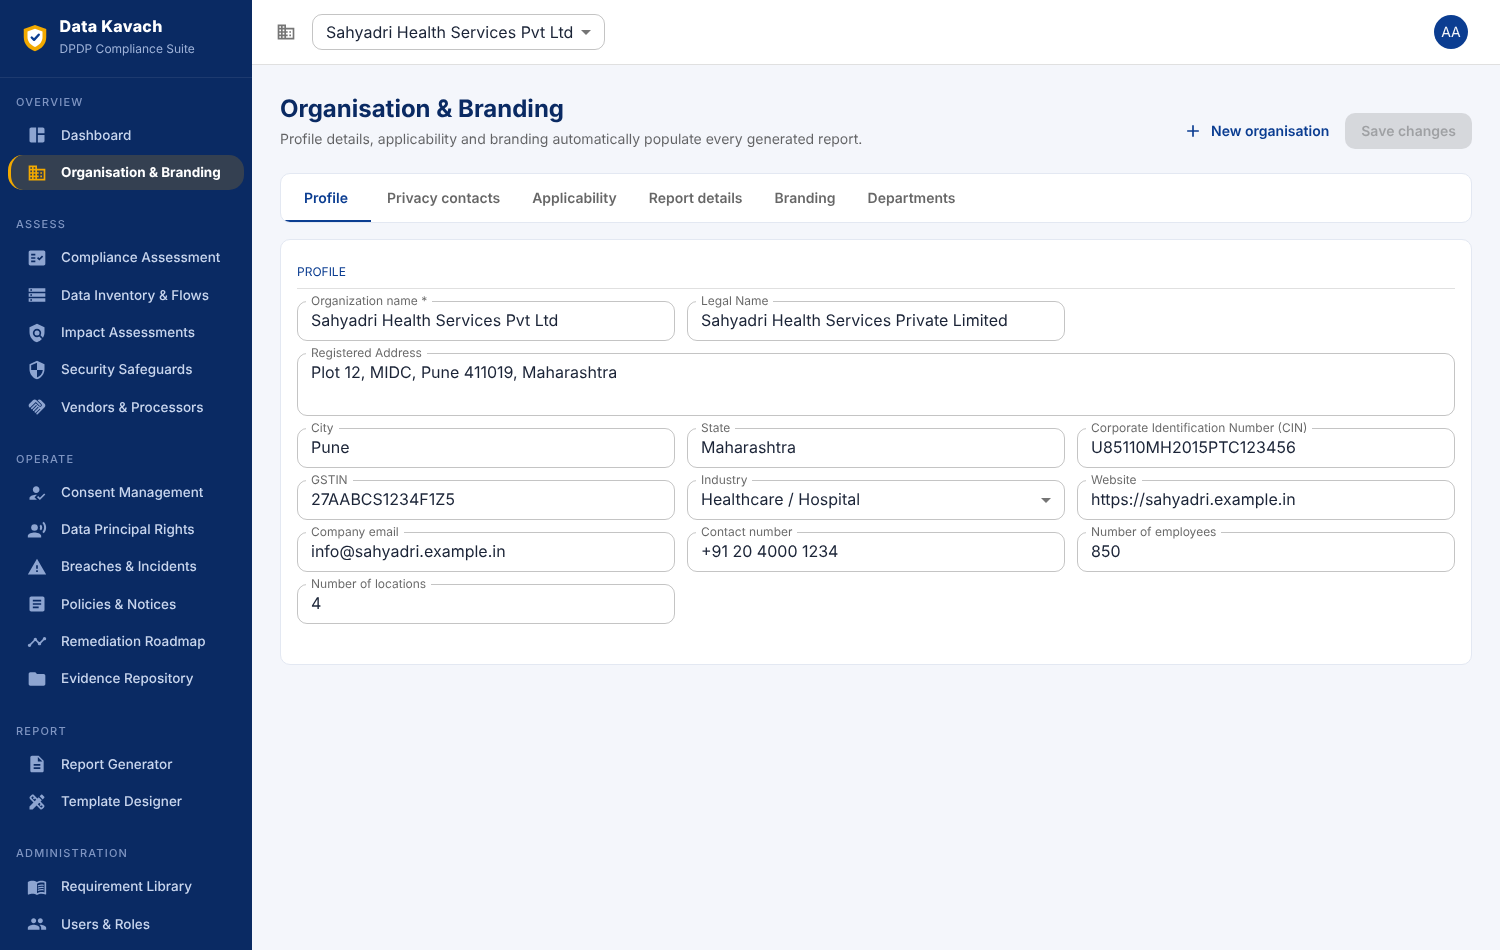 Data Kavach
DPDP Compliance Suite
OVERVIEW
Dashboard
Organisation & Branding
ASSESS
Compliance Assessment
Data Inventory & Flows
Impact Assessments
Security Safeguards
Vendors & Processors
OPERATE
Consent Management
Data Principal Rights
Breaches & Incidents
Policies & Notices
Remediation Roadmap
Evidence Repository
REPORT
Report Generator
Template Designer
ADMINISTRATION
Requirement Library
Users & Roles
Sahyadri Health Services Pvt Ltd
AA
Organisation & Branding
Profile details, applicability and branding automatically populate every generated report.
New organisation
Save changes
Profile
Privacy contacts
Applicability
Report details
Branding
Departments
PROFILE
Organization name *
Sahyadri Health Services Pvt Ltd
Legal Name
Sahyadri Health Services Private Limited
Registered Address
Plot 12, MIDC, Pune 411019, Maharashtra
City
Pune
State
Maharashtra
Corporate Identification Number (CIN)
U85110MH2015PTC123456
GSTIN
27AABCS1234F1Z5
Industry
Healthcare / Hospital
Website
https://sahyadri.example.in
Company email
info@sahyadri.example.in
Contact number
+91 20 4000 1234
Number of employees
850
Number of locations
4